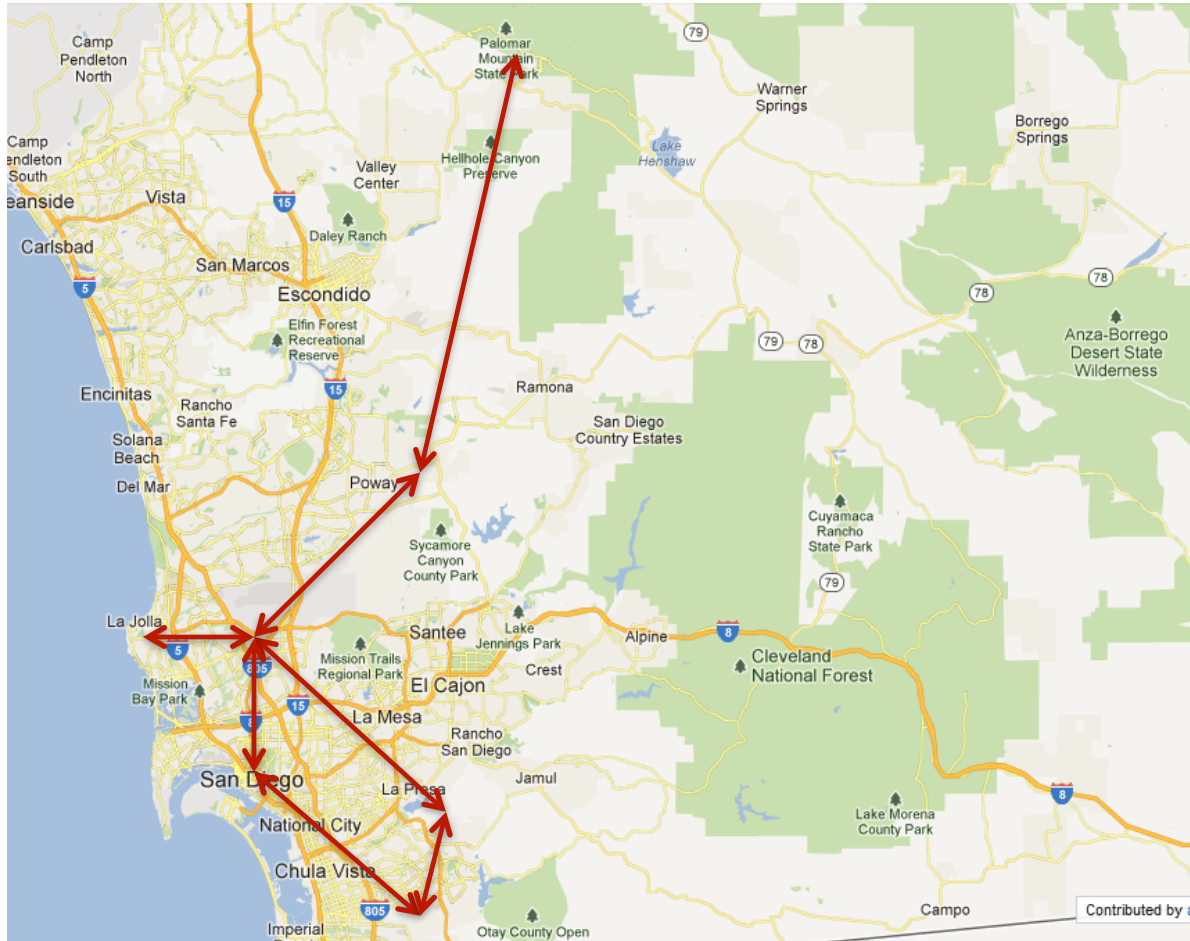 Camp
Pendleton
North
Palomar
Mountain
State Park
79
Warner
Springs
Borrego
Springs
Camp
endleton
South
Valley
Center
Hellhole Canyon
Preserve
Lake
Henshaw
eanside
Vista
15
Daley Ranch
Carlsbad
San Marcos
5
Escondido
78
78
Elfin Forest
Recreational
Reserve
79
78
Anza-Borrego
Desert State
Wilderness
15
Encinitas
Rancho
Santa Fe
Ramona
San Diego
Country Estates
Solana
Beach
Del Mar
Poway
Cuyamaca
Rancho
State Park
Sycamore
Canyon
County Park
79
La Jolla
5
Santee
Lake
Jennings Park
Alpine
8
805
Mission Trails
Regional Park
Crest
Cleveland
National Forest
Mission
Bay Park
El Cajon
15
8
La Mesa
Rancho
San Diego
San Diego
Jamul
La Presa
8
National City
Lake Morena
County Park
Chula Vista
805
Campo
Contributed by
Imperial
Otay County Open